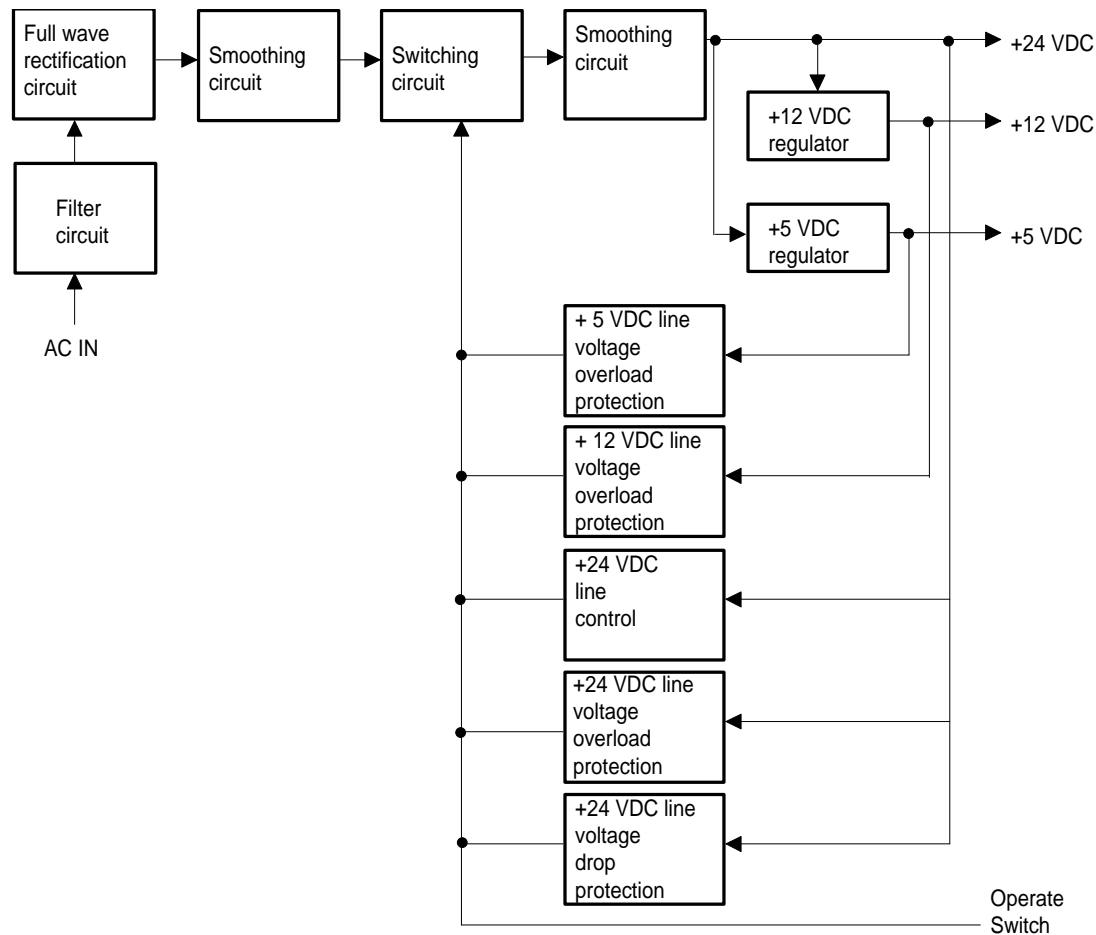 Full wave
rectification
circuit
Smoothing
circuit
Switching
circuit
Smoothing
circuit
+24 VDC
+12 VDC
regulator
+12 VDC
Filter
circuit
+5 VDC
regulator
+5 VDC
AC IN
+ 5 VDC line
voltage
overload
protection
+ 12 VDC line
voltage
overload
protection
+24 VDC
line
control
+24 VDC line
voltage
overload
protection
+24 VDC line
voltage
drop
protection
Operate
Switch